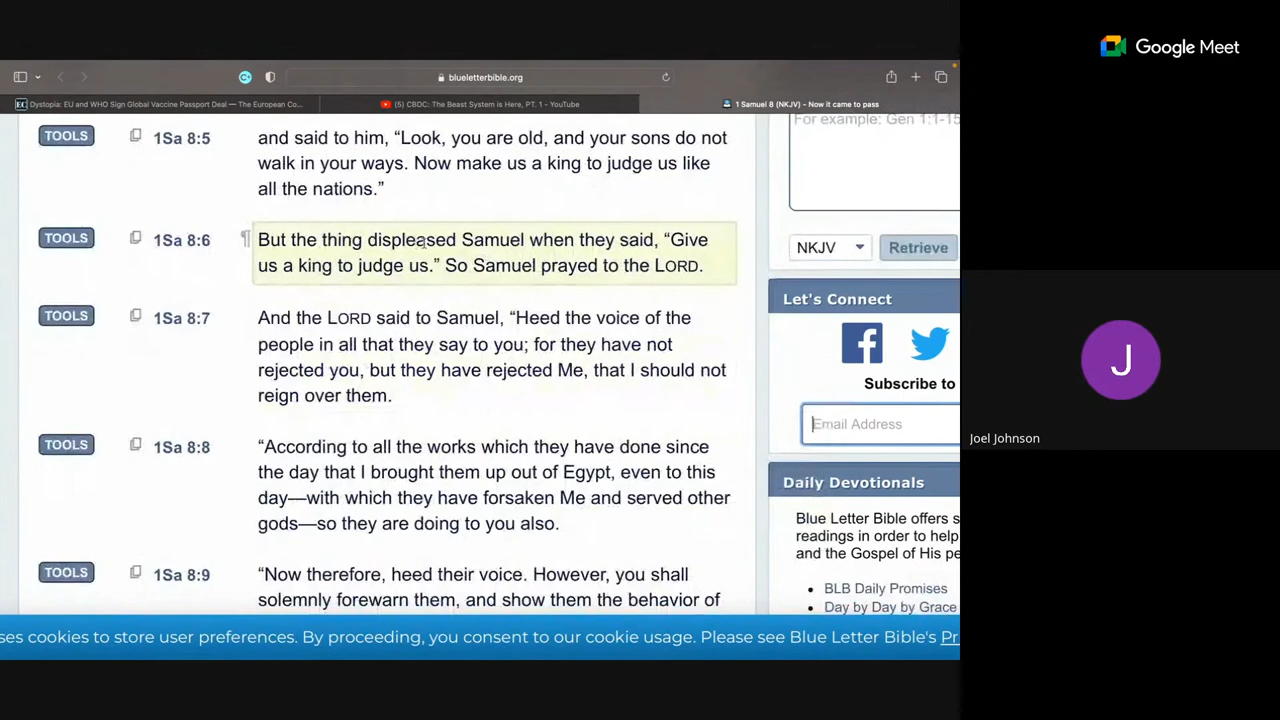 Google Meet
blueletterbible.org
Dystopia: EU and WHO Sign Global Vaccine Passport Deal — The European Co...
(5) CBDC: The Beast System is Here, PT. 1 - YouTube
1 Samuel 8 (NKJV) - Now it came to pass
TOOLS
1Sa 8:5
and said to him, “Look, you are old, and your sons do not
walk in your ways. Now make us a king to judge us like
all the nations.”
TOOLS
1Sa 8:6
¶
But the thing displeased Samuel when they said, “Give
us a king to judge us.” So Samuel prayed to the LORD.
TOOLS
1Sa 8:7
And the LORD said to Samuel, “Heed the voice of the
people in all that they say to you; for they have not
rejected you, but they have rejected Me, that I should not
reign over them.
TOOLS
1Sa 8:8
“According to all the works which they have done since
the day that I brought them up out of Egypt, even to this
day—with which they have forsaken Me and served other
gods—so they are doing to you also.
TOOLS
1Sa 8:9
“Now therefore, heed their voice. However, you shall
solemnly forewarn them, and show them the behavior of
For example: Gen 1:1-15
NKJV
Retrieve
Let's Connect
Subscribe to
Email Address
Daily Devotionals
Blue Letter Bible offers s
readings in order to help
and the Gospel of His pe
• BLB Daily Promises
• Day by Day by Grace
ses cookies to store user preferences. By proceeding, you consent to our cookie usage. Please see Blue Letter Bible's Pr
J
Joel Johnson